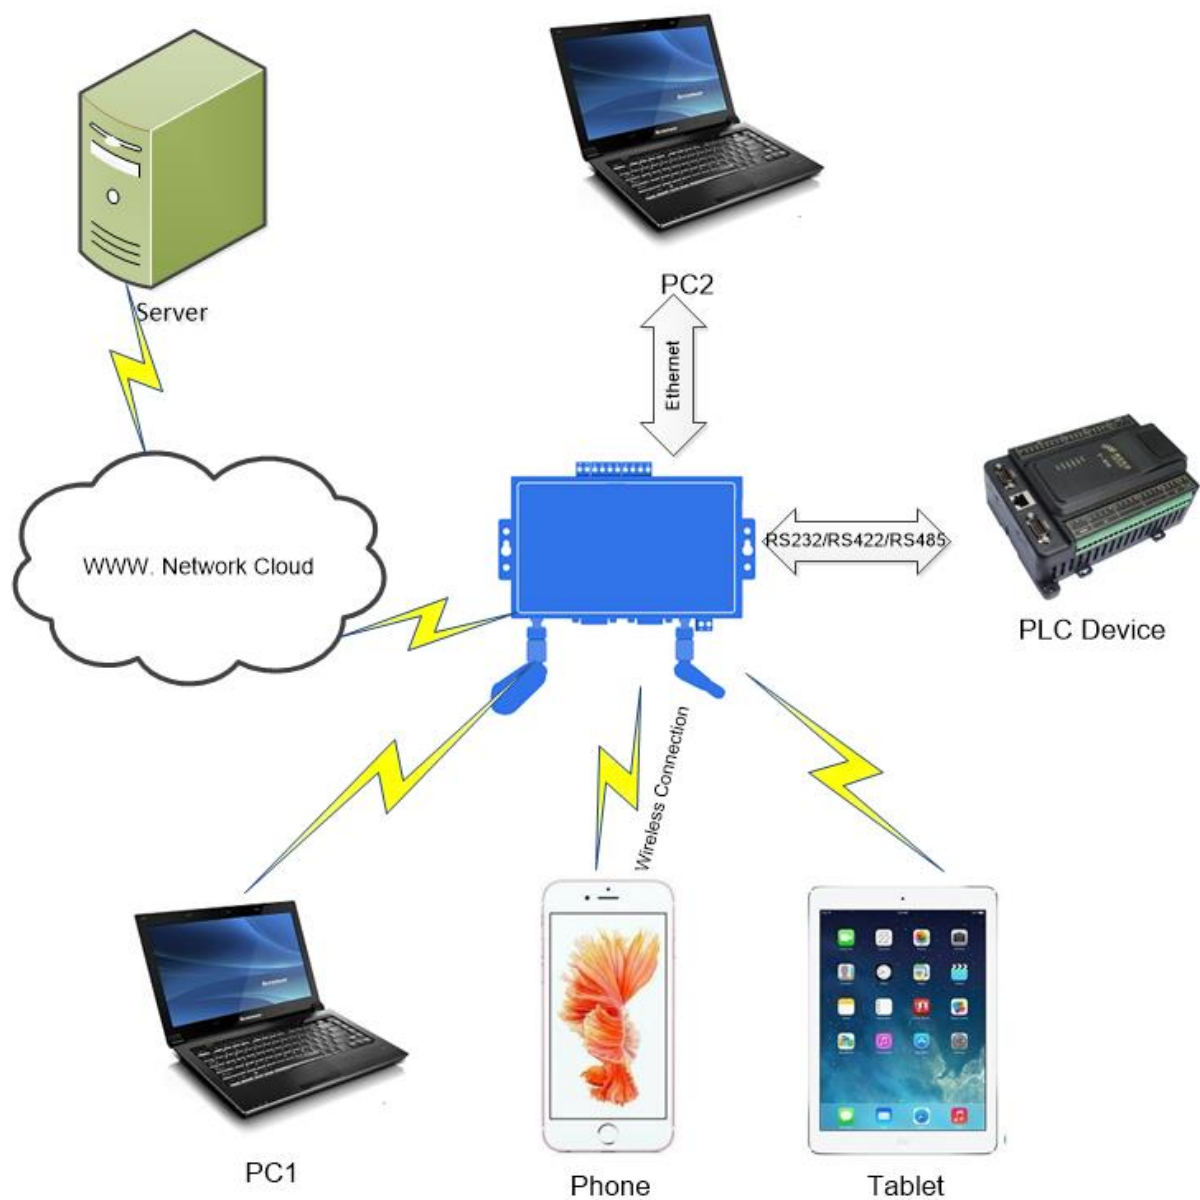 PC2
Server
Ethernet
RS232/RS422/RS485
WWW. Network Cloud
PLC Device
Wireless Connection
PC1
Phone
Tablet